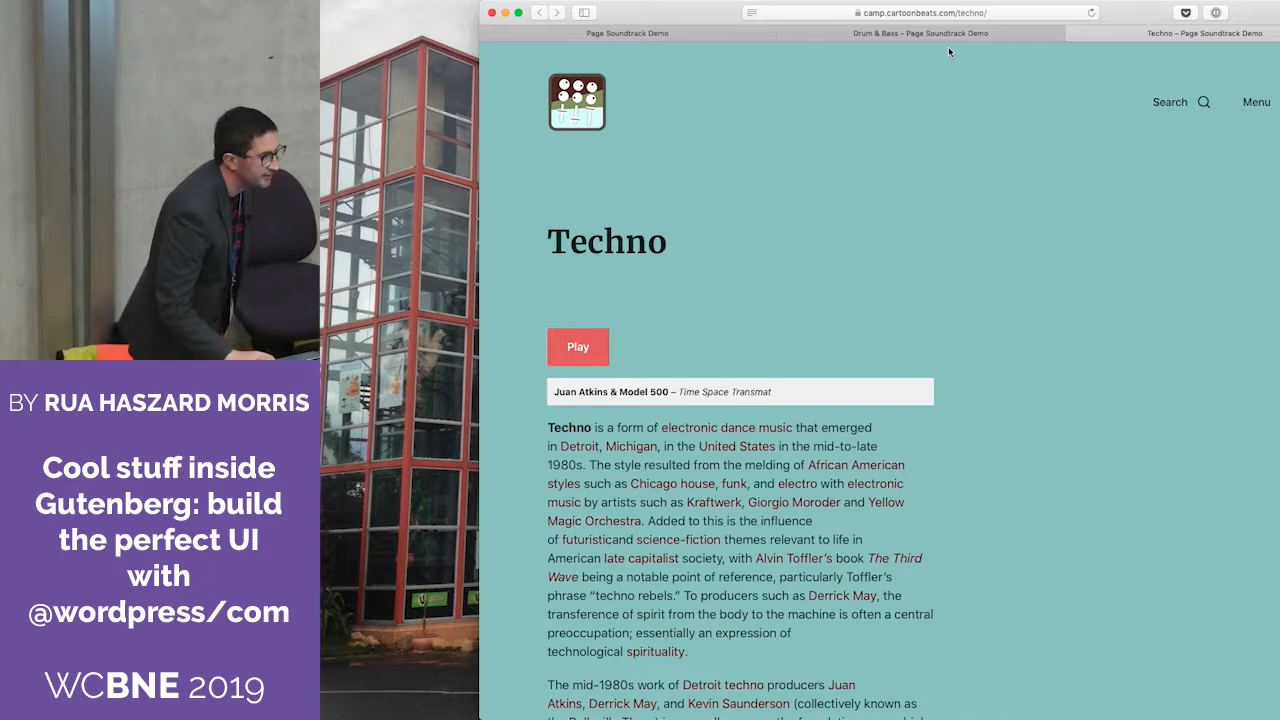 camp.cartoonbeats.com/techno/
Page Soundtrack Demo
Drum & Bass – Page Soundtrack Demo
Techno – Page Soundtrack Demo
Search
Menu
Techno
Play
Juan Atkins & Model 500 – Time Space Transmat
Techno is a form of electronic dance music that emerged
in Detroit, Michigan, in the United States in the mid-to-late
1980s. The style resulted from the melding of African American
styles such as Chicago house, funk, and electro with electronic
music by artists such as Kraftwerk, Giorgio Moroder and Yellow
Magic Orchestra. Added to this is the influence
of futuristicand science-fiction themes relevant to life in
American late capitalist society, with Alvin Toffler’s book The Third
Wave being a notable point of reference, particularly Toffler’s
phrase “techno rebels.” To producers such as Derrick May, the
transference of spirit from the body to the machine is often a central
preoccupation; essentially an expression of
technological spirituality.
The mid-1980s work of Detroit techno producers Juan
Atkins, Derrick May, and Kevin Saunderson (collectively known as
BY RUA HASZARD MORRIS
Cool stuff inside
Gutenberg: build
the perfect UI
with
@wordpress/com
WCBNE 2019